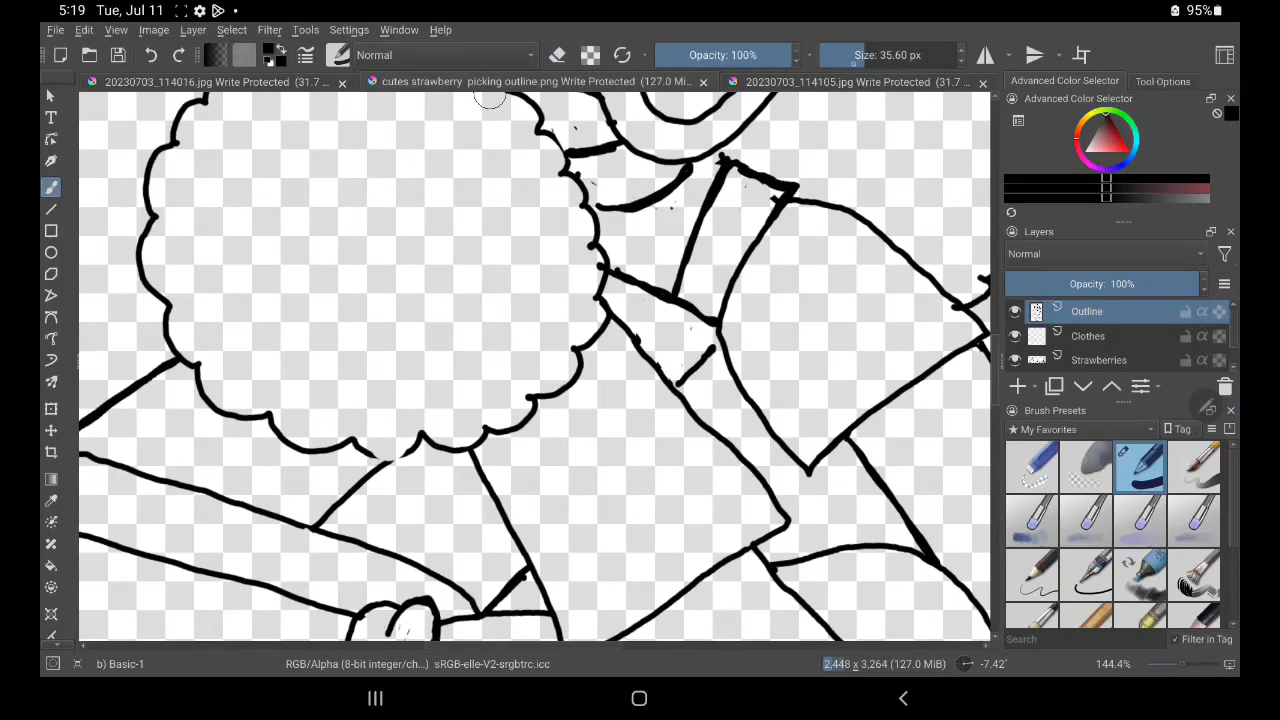 5:19 Tue, Jul 11 95%
File Edit View Image Layer Select Filter Tools Settings Window Help
Normal Opacity: 100% Size: 35.60 px
20230703_114016.jpg Write Protected (31.7 ... cutes strawberry picking outline.png Write Protected (127.0 Mi... 20230703_114105.jpg Write Protected (31.7 ... Advanced Color Selector Tool Options
Advanced Color Selector
Layers
Normal
Opacity: 100%
Outline
Clothes
Strawberries
Brush Presets
My Favorites Tag
Search Filter in Tag
b) Basic-1 RGB/Alpha (8-bit integer/ch...) sRGB-elle-V2-srgbtrc.icc 2,448 x 3,264 (127.0 MiB) -7.42° 144.4%